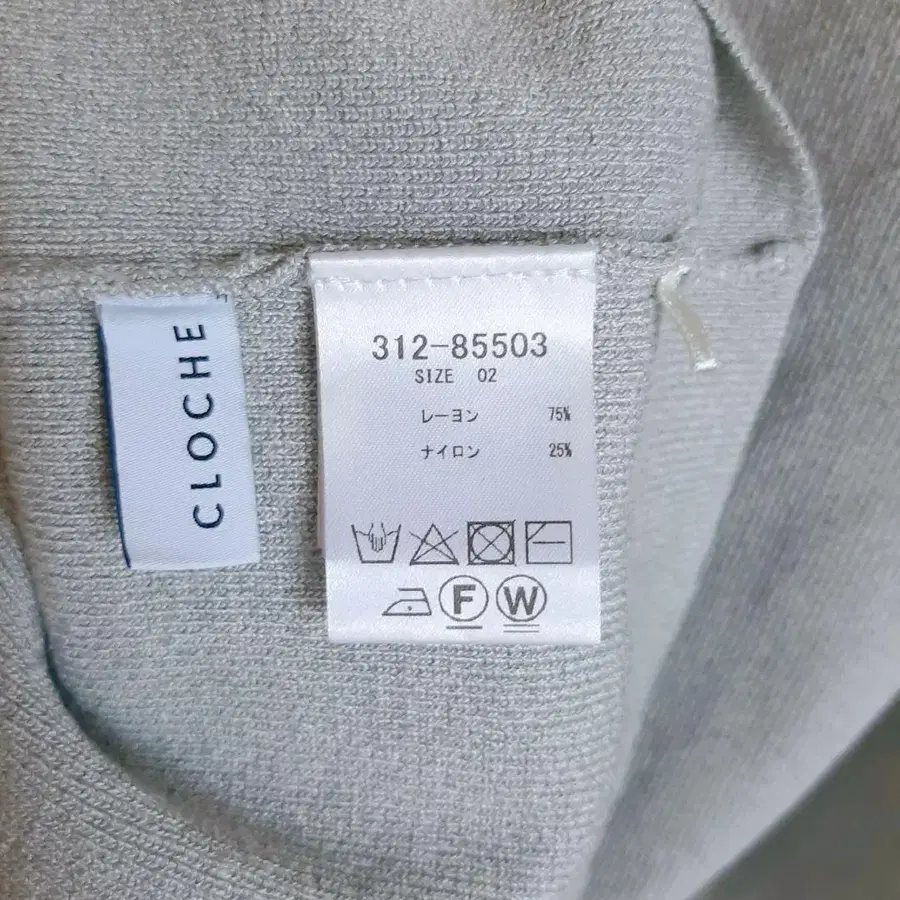 CLOCHE
312-85503
SIZE 02
レーヨン 75%
ナイロン 25%
F W